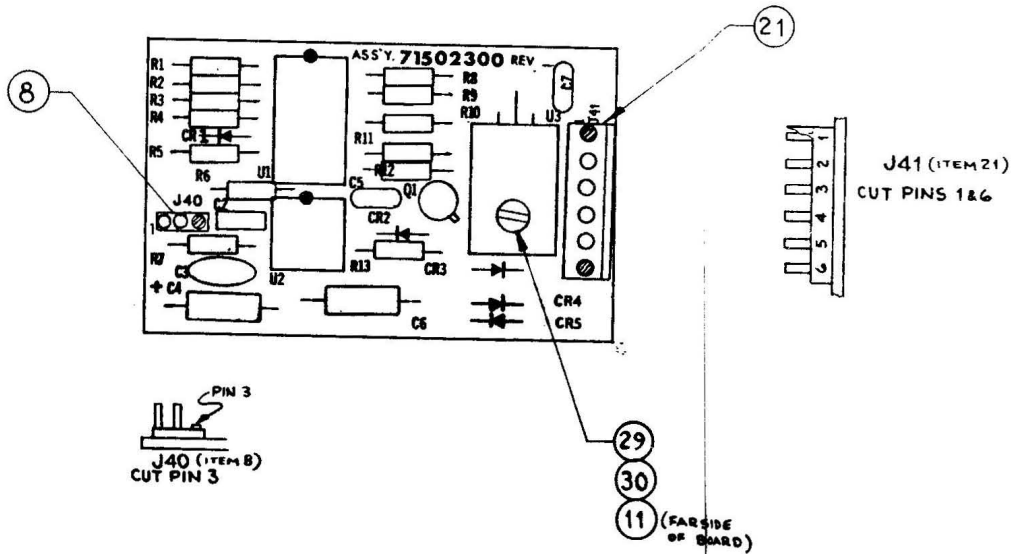 21
8
ASS'Y. 71502300 REV
R1
R2
R3
R4
CR1
R5
R6
U1
J40
1
R7
C3
+ C4
U2
R8
R9
R10
R11
R12
C5
Q1
CR2
R13
CR3
C6
U3
C7
J41
CR4
CR5
1
2
3
4
5
6
J41 (ITEM 21)
CUT PINS 1&6
PIN 3
J40 (ITEM 8)
CUT PIN 3
29
30
11 (FARSIDE
OF BOARD)